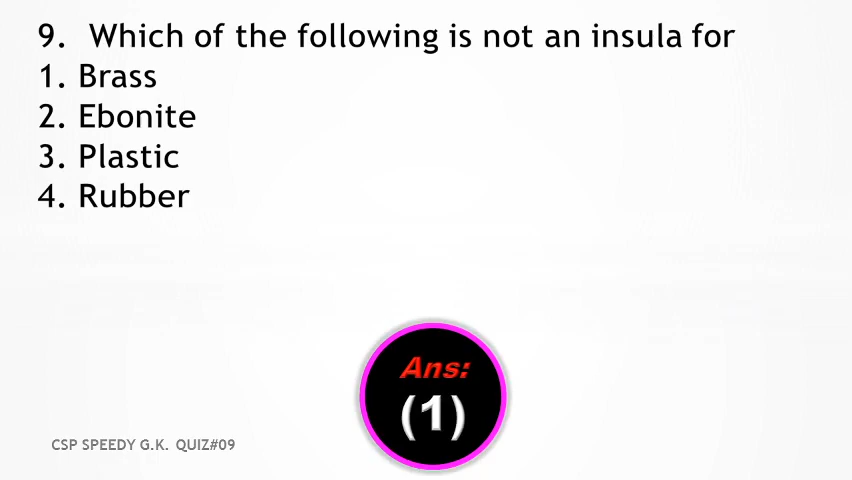 9. Which of the following is not an insula for
1. Brass
2. Ebonite
3. Plastic
4. Rubber
Ans:
(1)
CSP SPEEDY G.K. QUIZ#09